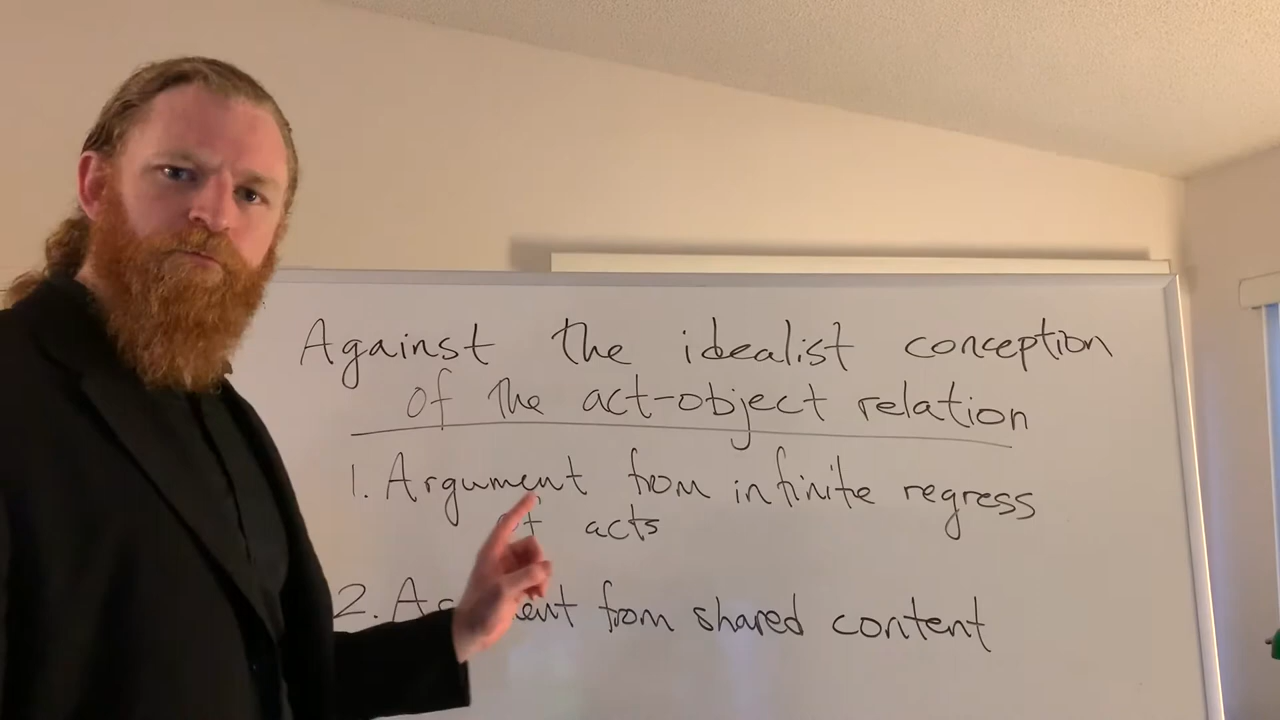 Against the idealist conception
of the act-object relation
1. Argument from infinite regress
of acts
2. from shared content